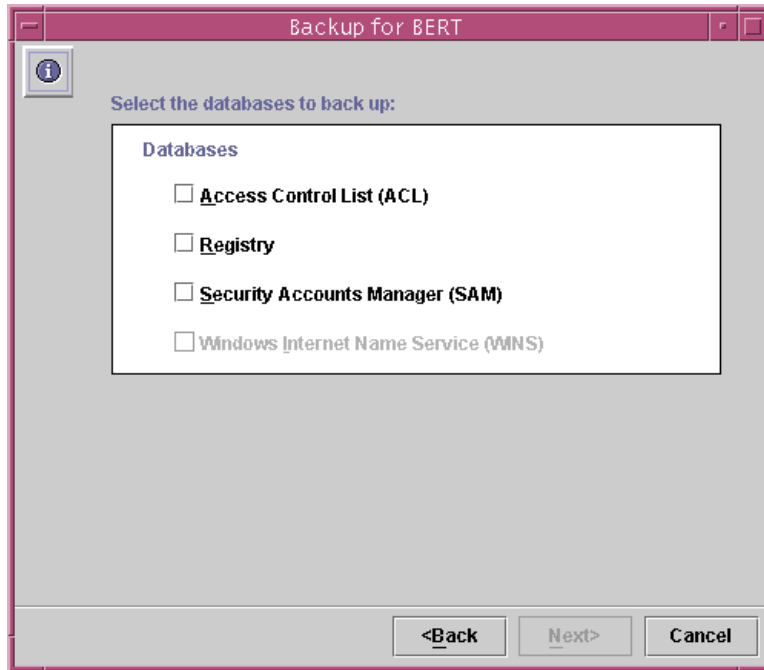 Backup for BERT
Select the databases to back up:
Databases
Access Control List (ACL)
Registry
Security Accounts Manager (SAM)
Windows Internet Name Service (WINS)
<Back Next> Cancel